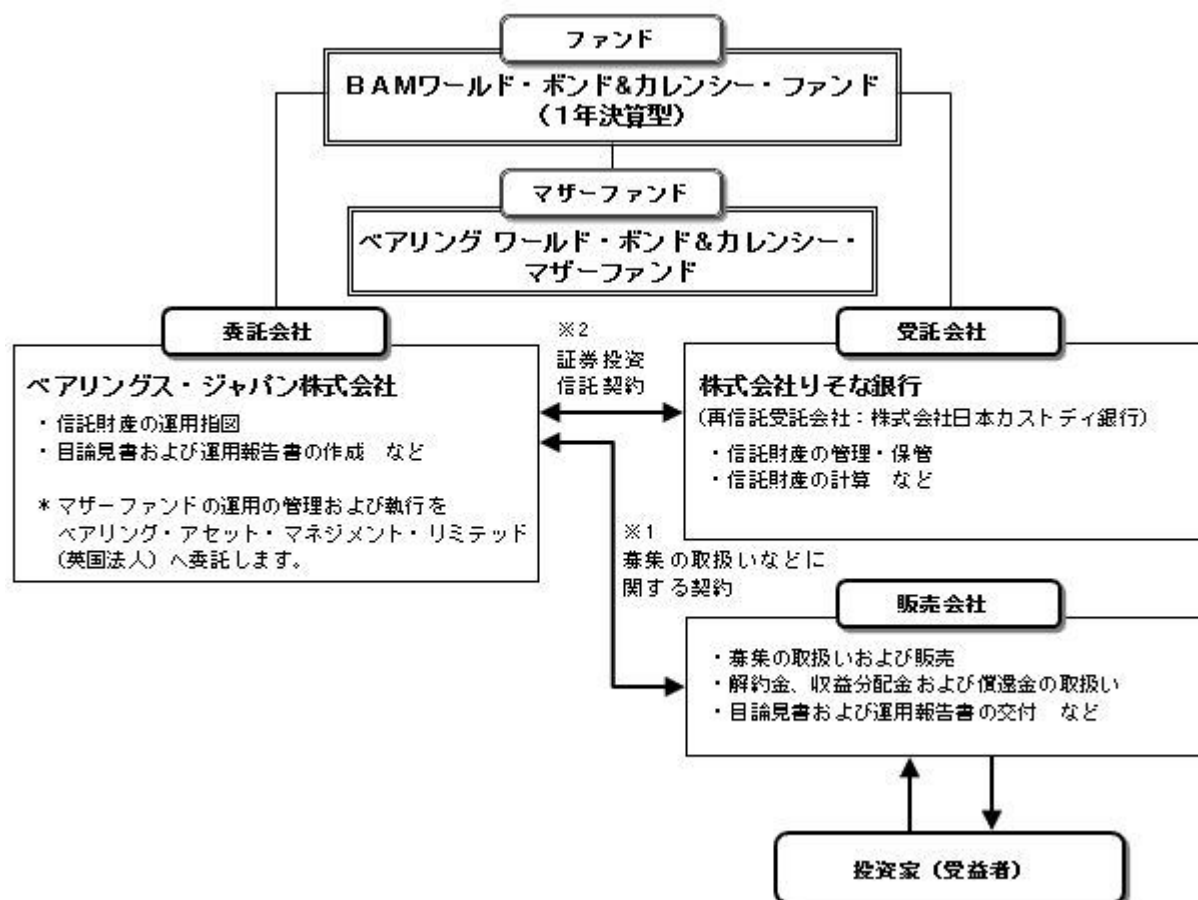 ファンド
BAMワールド・ボンド&カレンシー・ファンド
（1年決算型）
マザーファンド
ベアリング ワールド・ボンド&カレンシー・
マザーファンド
委託会社
ベアリングス・ジャパン株式会社
・信託財産の運用指図
・目論見書および運用報告書の作成 など
＊マザーファンドの運用の管理および執行を
ベアリング・アセット・マネジメント・リミテッド
（英国法人）へ委託します。
※2
証券投資
信託契約
受託会社
株式会社りそな銀行
（再信託受託会社：株式会社日本カストディ銀行）
・信託財産の管理・保管
・信託財産の計算 など
※1
募集の取扱いなどに
関する契約
販売会社
・募集の取扱いおよび販売
・解約金、収益分配金および償還金の取扱い
・目論見書および運用報告書の交付 など
投資家（受益者）